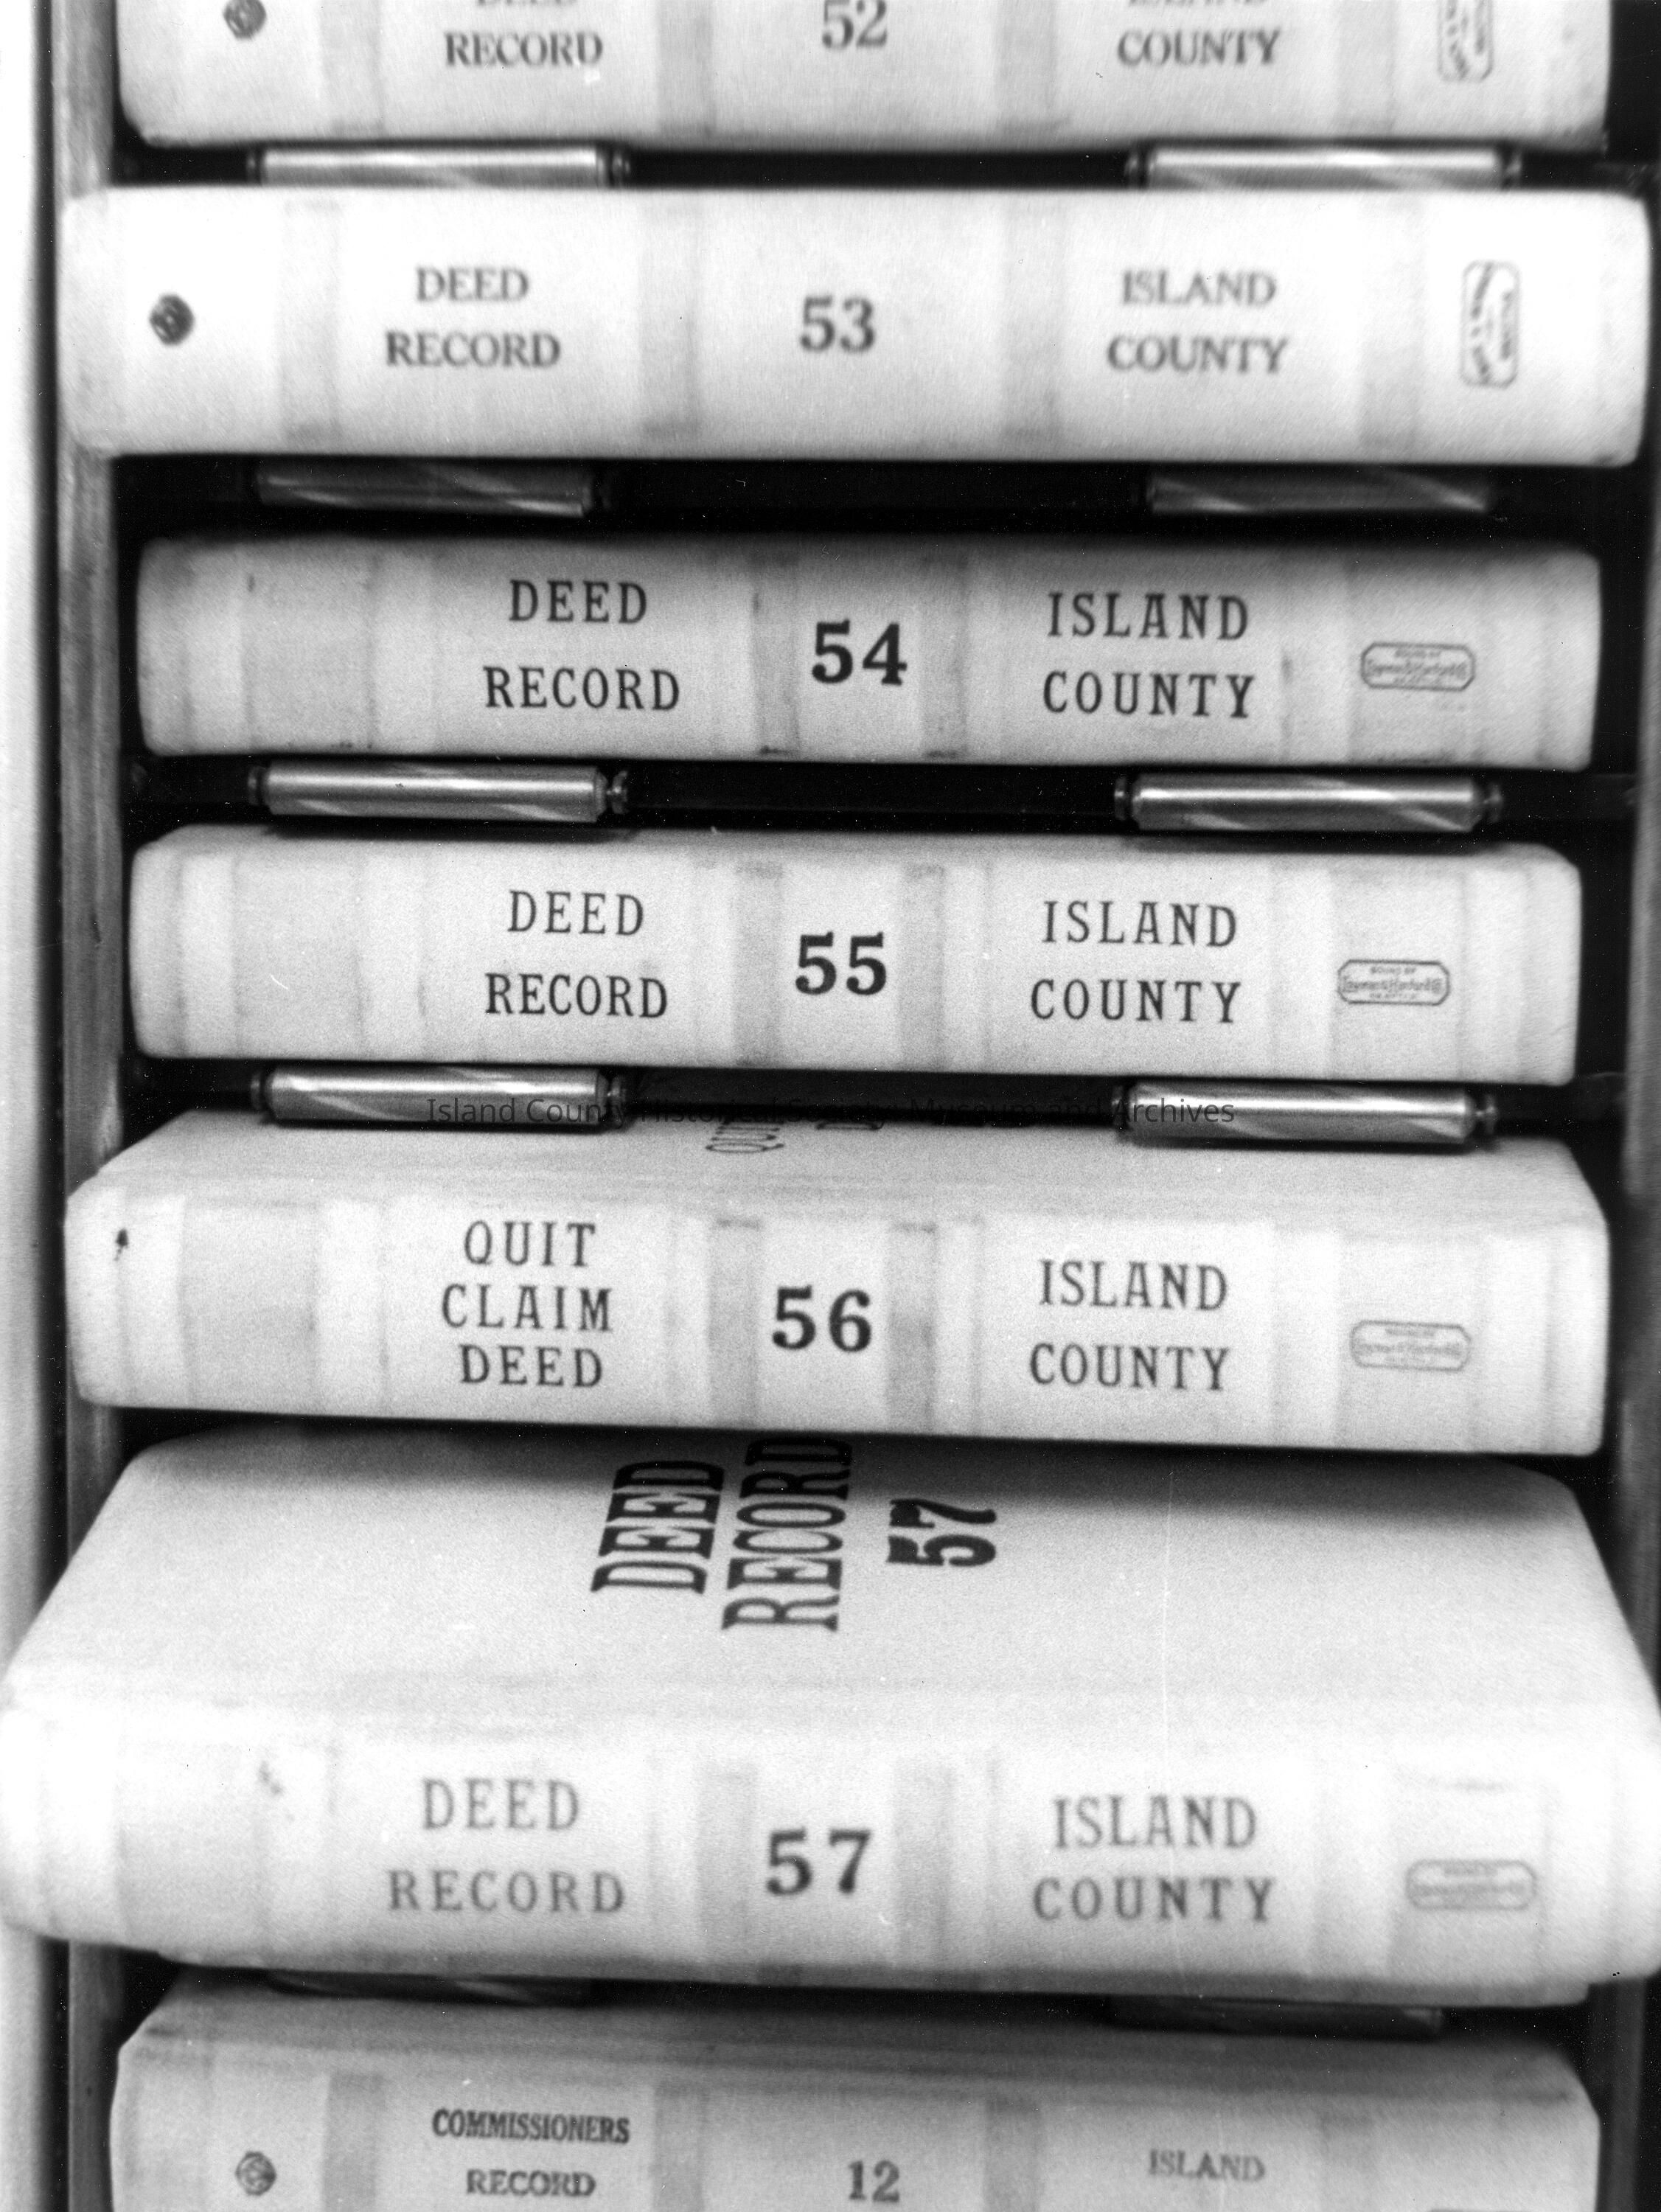 RECORD
52
COUNTY
DEED
RECORD
53
ISLAND
COUNTY
DEED
RECORD
54
ISLAND
COUNTY
DEED
RECORD
55
ISLAND
COUNTY
BOUND BY
Island County Historical Society, Museum and Archives
QUIT
CLAIM
DEED
56
ISLAND
COUNTY
DEED
RECORD
57
DEED
RECORD
57
ISLAND
COUNTY
COMMISSIONERS
RECORD
12
ISLAND